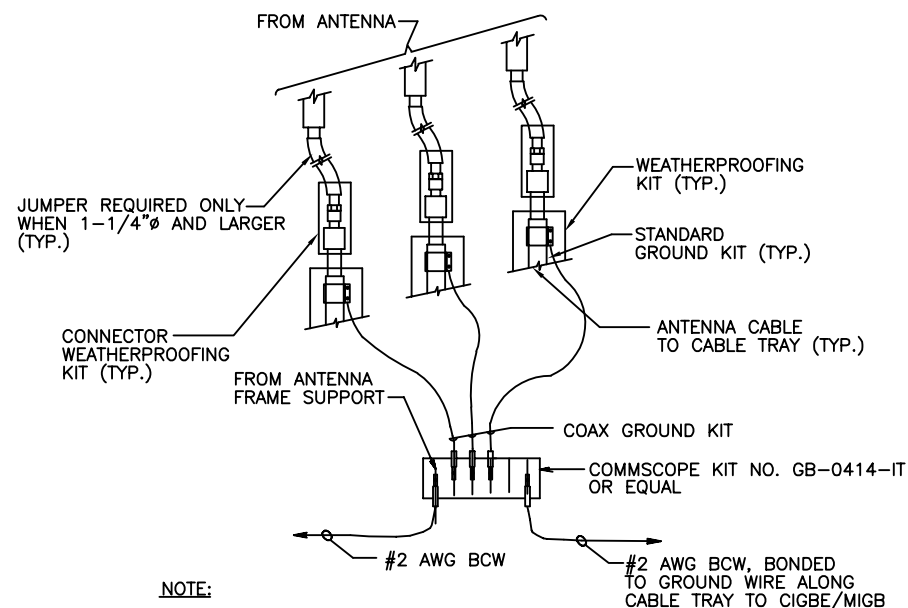 FROM ANTENNA
JUMPER REQUIRED ONLY
WHEN 1-1/4"ø AND LARGER
(TYP.)
WEATHERPROOFING
KIT (TYP.)
STANDARD
GROUND KIT (TYP.)
CONNECTOR
WEATHERPROOFING
KIT (TYP.)
ANTENNA CABLE
TO CABLE TRAY (TYP.)
FROM ANTENNA
FRAME SUPPORT
COAX GROUND KIT
COMMSCOPE KIT NO. GB-0414-IT
OR EQUAL
#2 AWG BCW
#2 AWG BCW, BONDED
TO GROUND WIRE ALONG
CABLE TRAY TO CIGBE/MIGB
NOTE: